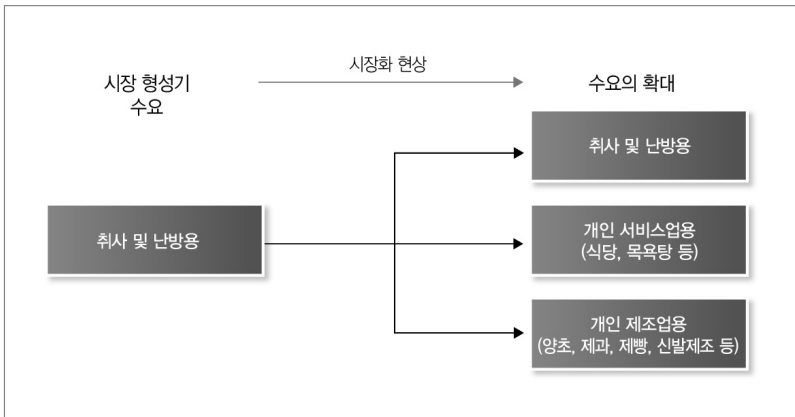 시장화 현상
시장 형성기
수요
수요의 확대
취사 및 난방용
취사 및 난방용
개인 서비스업용
(식당, 목욕탕 등)
개인 제조업용
(양초, 제과, 제빵, 신발제조 등)